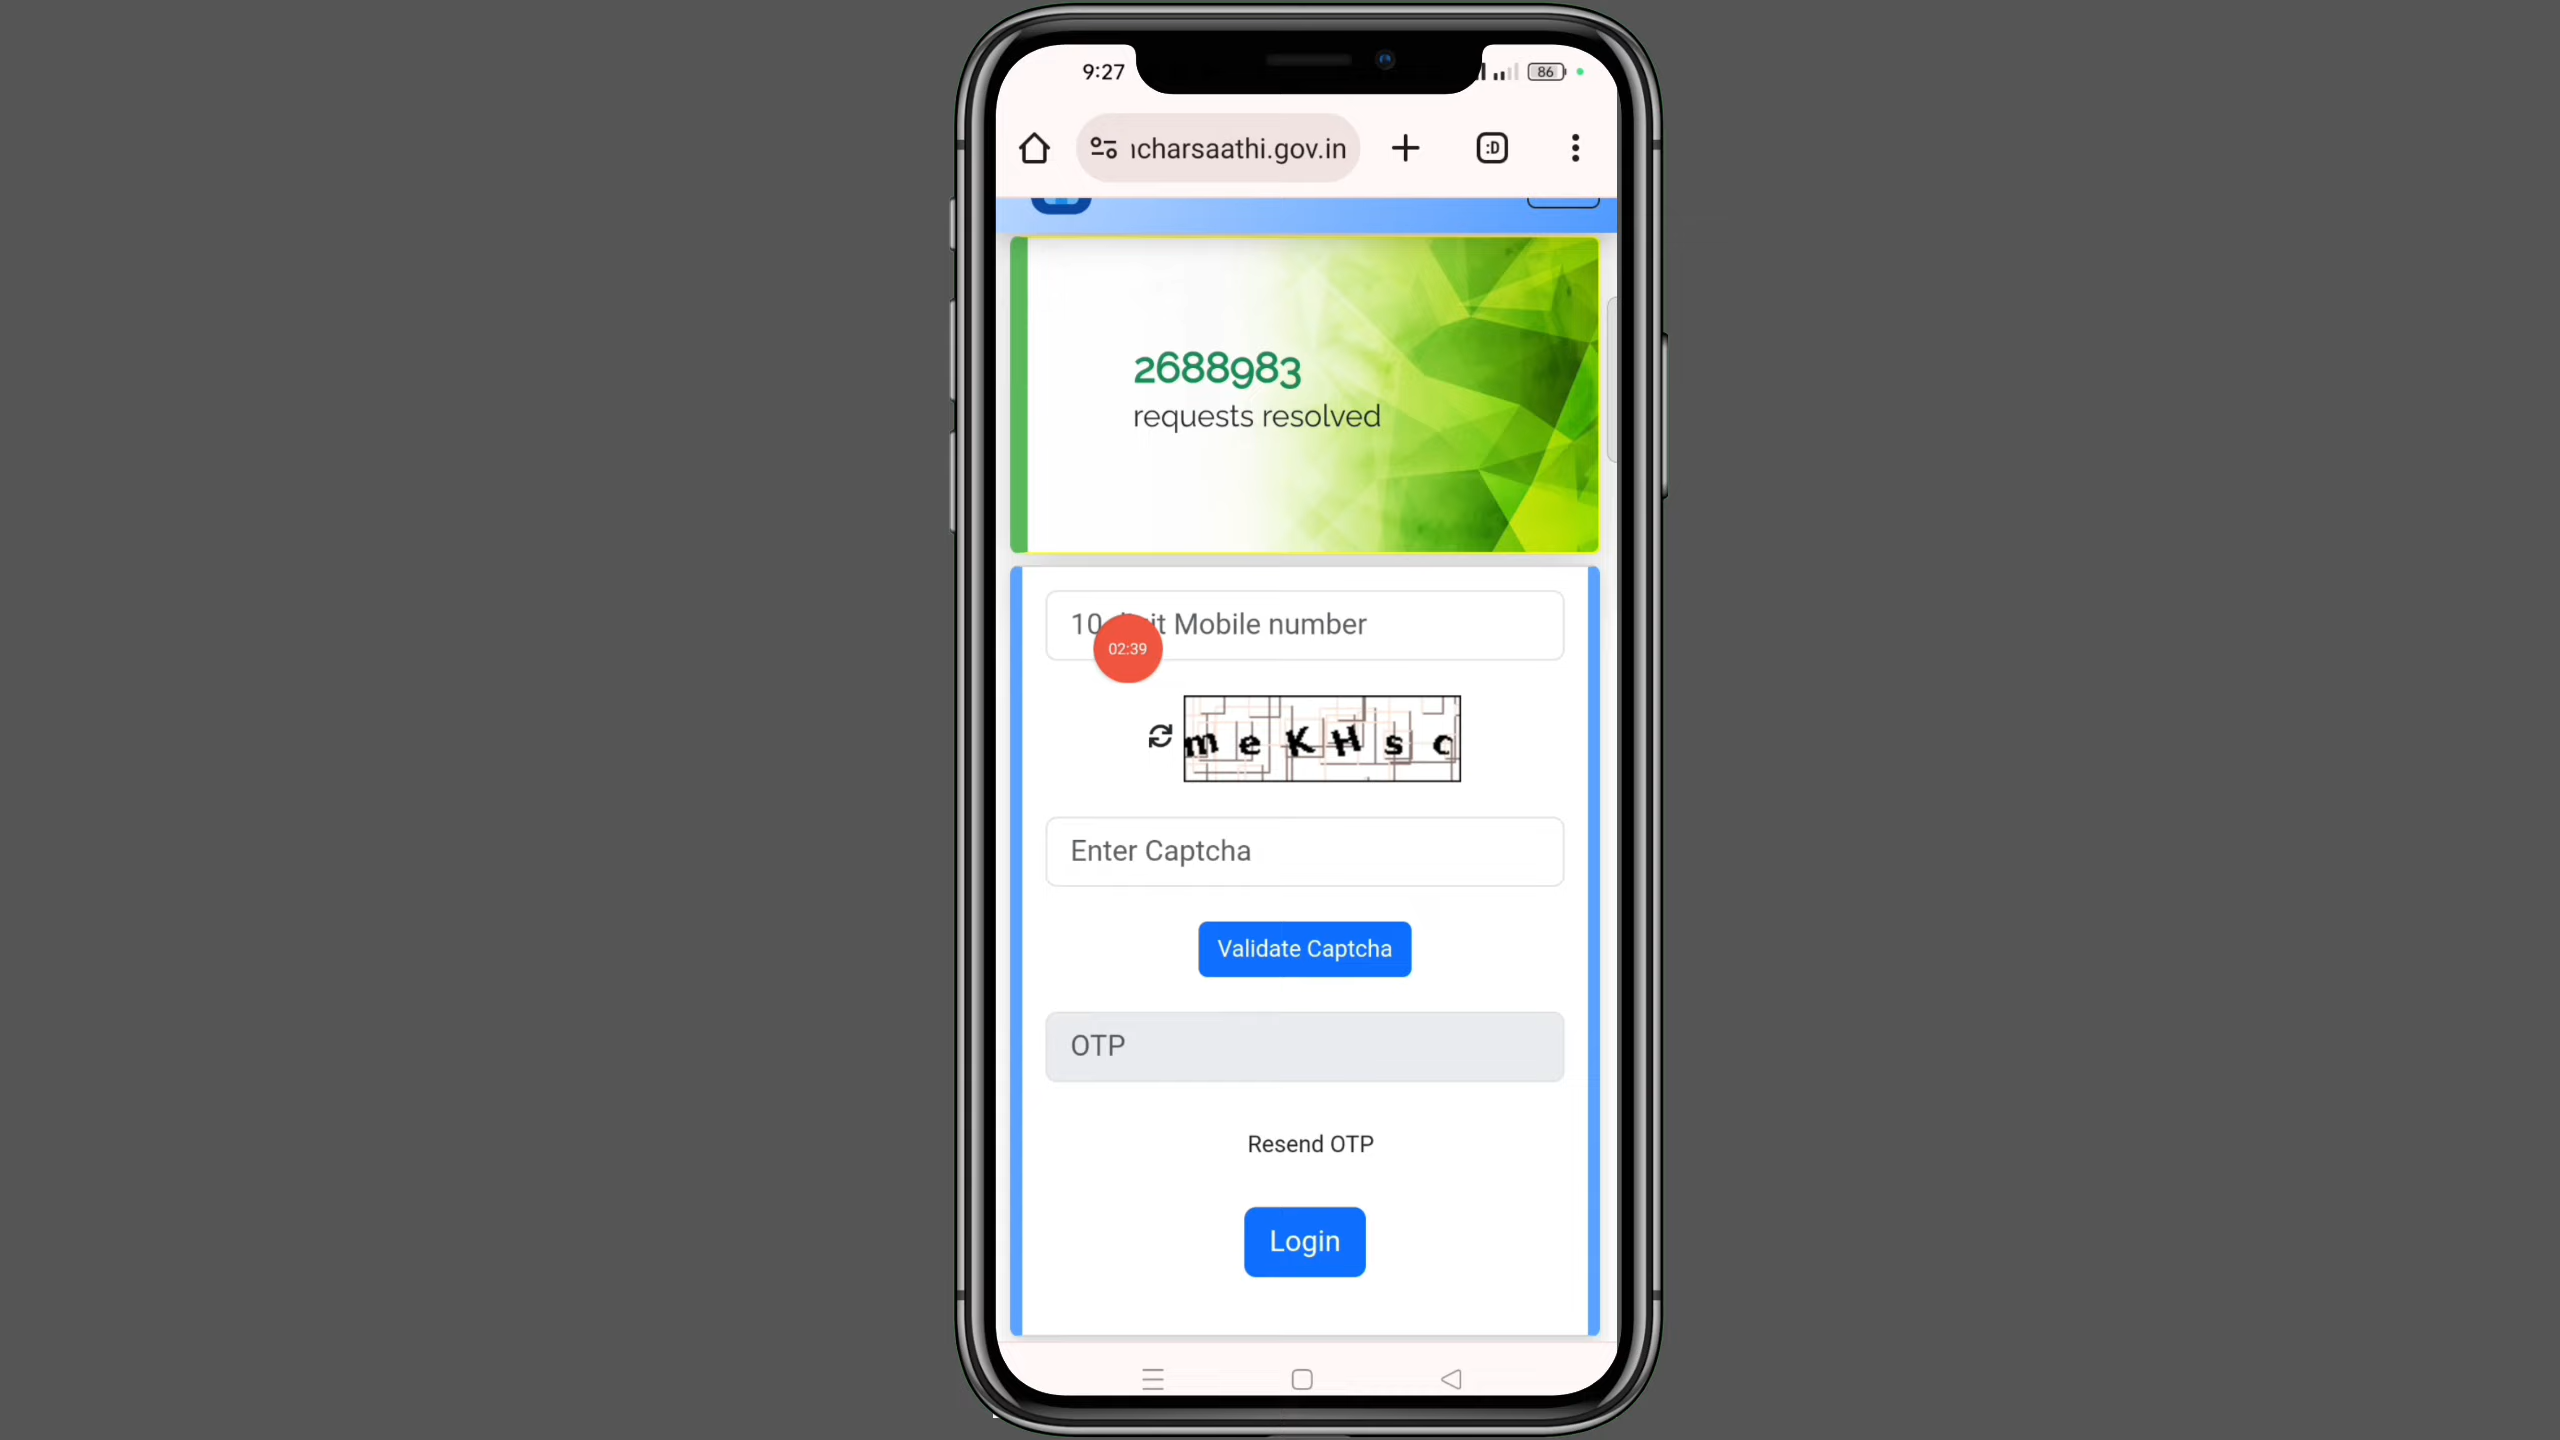 9:27
86
ncharsaathi.gov.in
:D
2688983
requests resolved
10 it Mobile number
02:39
m e K H s c
Enter Captcha
Validate Captcha
OTP
Resend OTP
Login